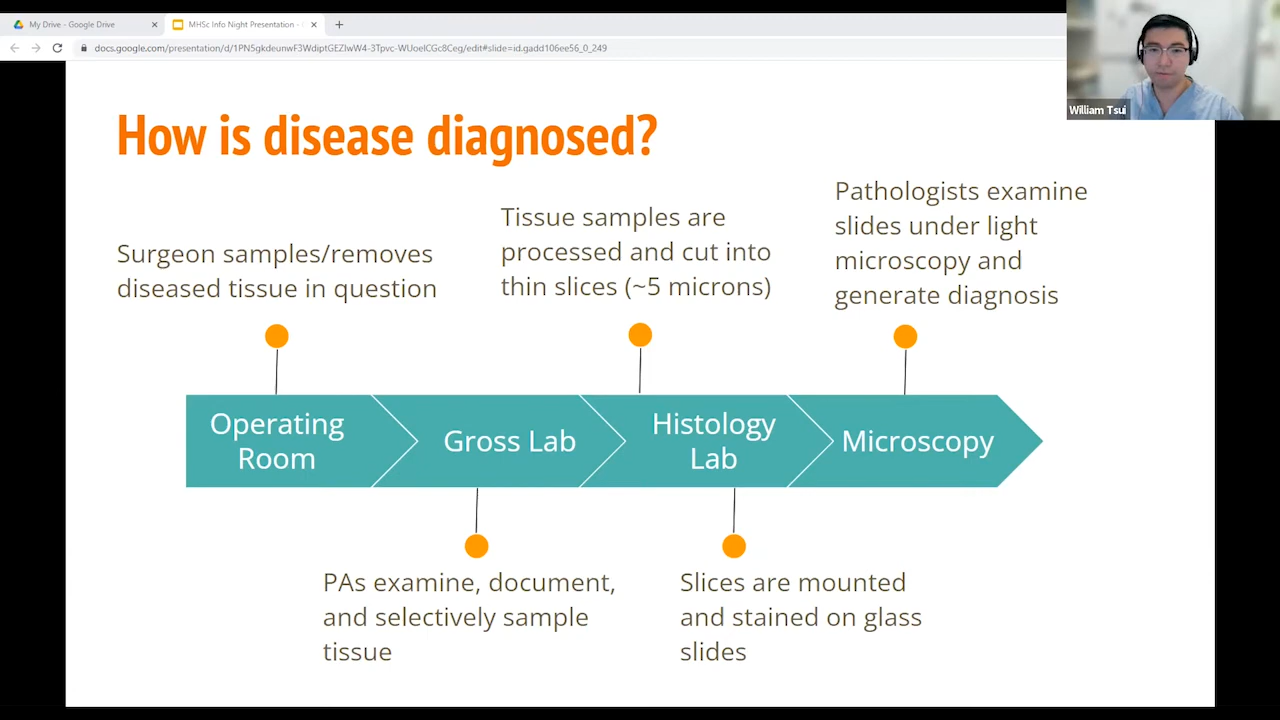 My Drive - Google Drive
MHSc Info Night Presentation -
docs.google.com/presentation/d/1PN5gkdeunwF3WdiptGEZlwW4-3Tpvc-WUoeICGc8Ceg/edit#slide=id.gadd106ee56_0_249
William Tsui
How is disease diagnosed?
Surgeon samples/removes
diseased tissue in question
Tissue samples are
processed and cut into
thin slices (~5 microns)
Pathologists examine
slides under light
microscopy and
generate diagnosis
Operating
Room
Gross Lab
Histology
Lab
Microscopy
PAs examine, document,
and selectively sample
tissue
Slices are mounted
and stained on glass
slides